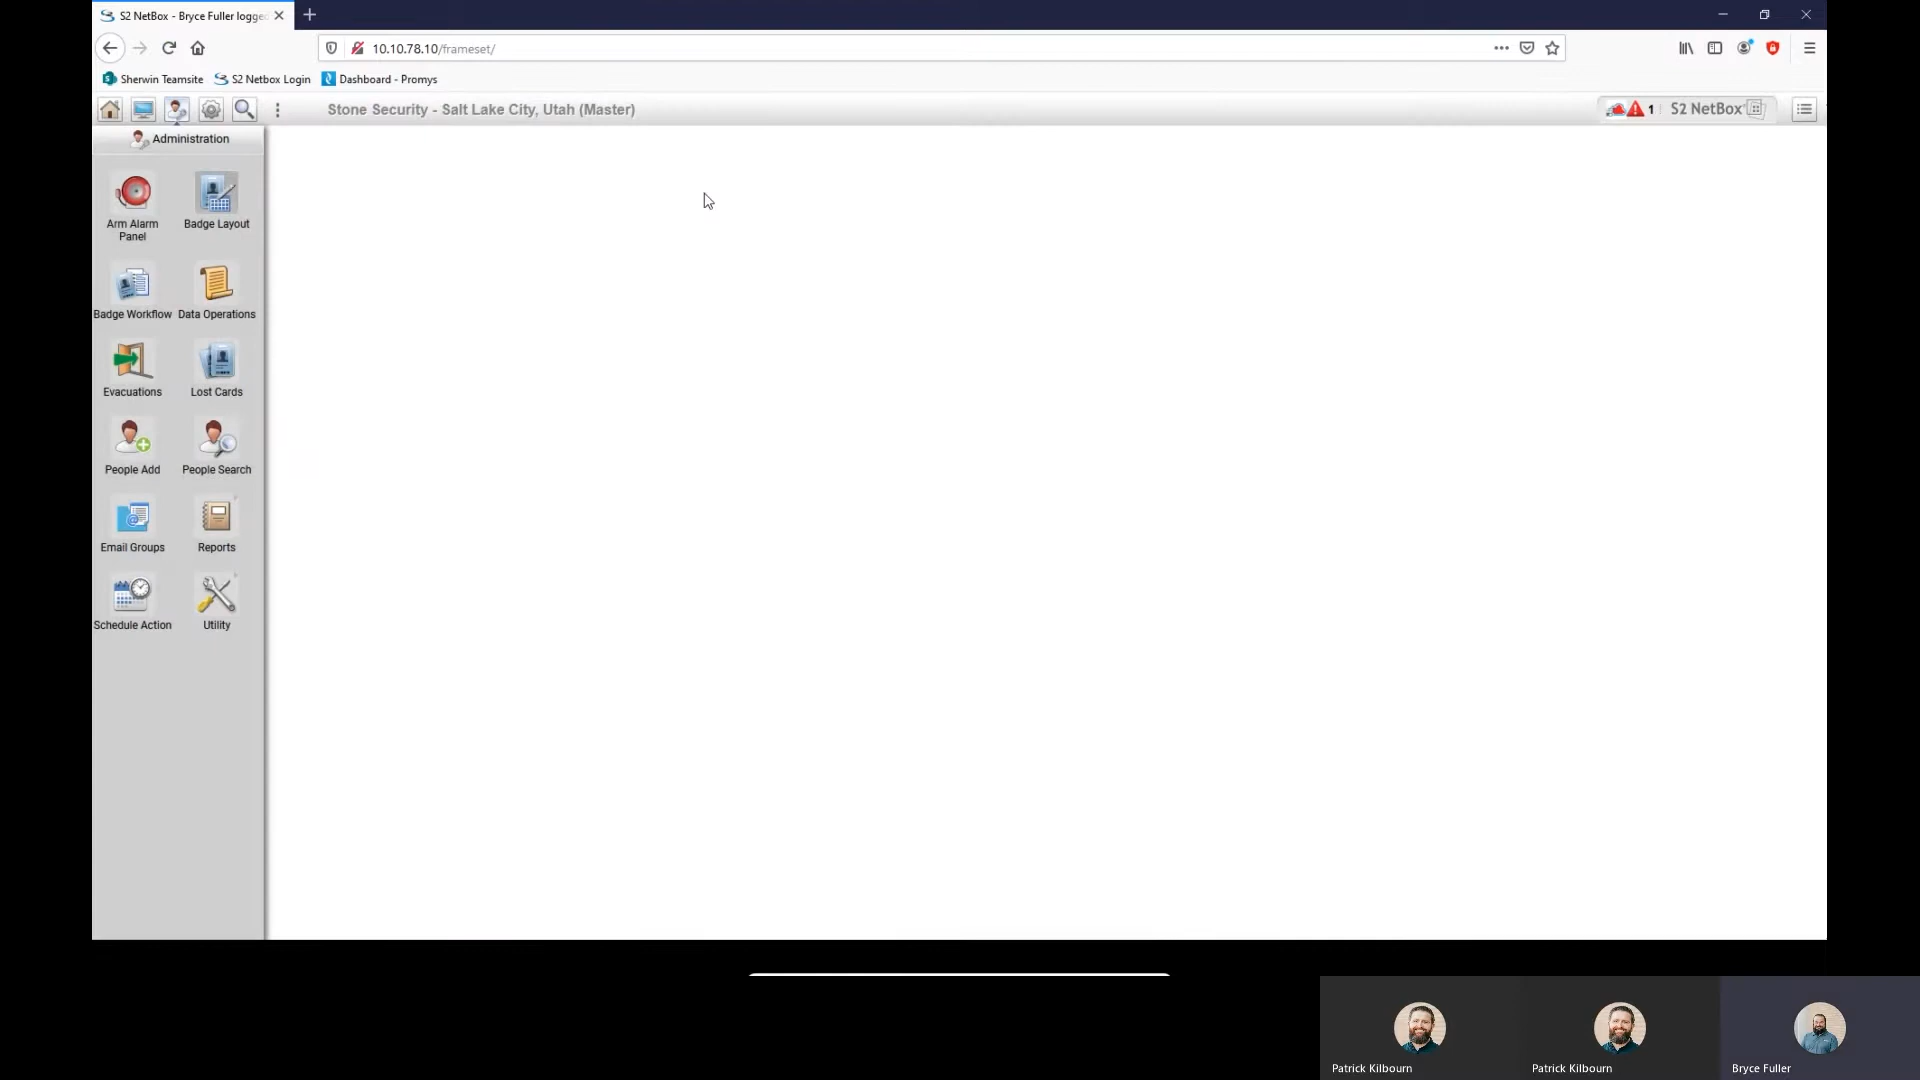 S2 NetBox - Bryce Fuller logge
10.10.78.10/frameset/
Sherwin Teamsite
S2 Netbox Login
Dashboard - Promys
Stone Security - Salt Lake City, Utah (Master)
1
S2 NetBox
Administration
Arm Alarm
Panel
Badge Layout
Badge Workflow
Data Operations
Evacuations
Lost Cards
People Add
People Search
Email Groups
Reports
Schedule Action
Utility
Patrick Kilbourn
Patrick Kilbourn
Bryce Fuller